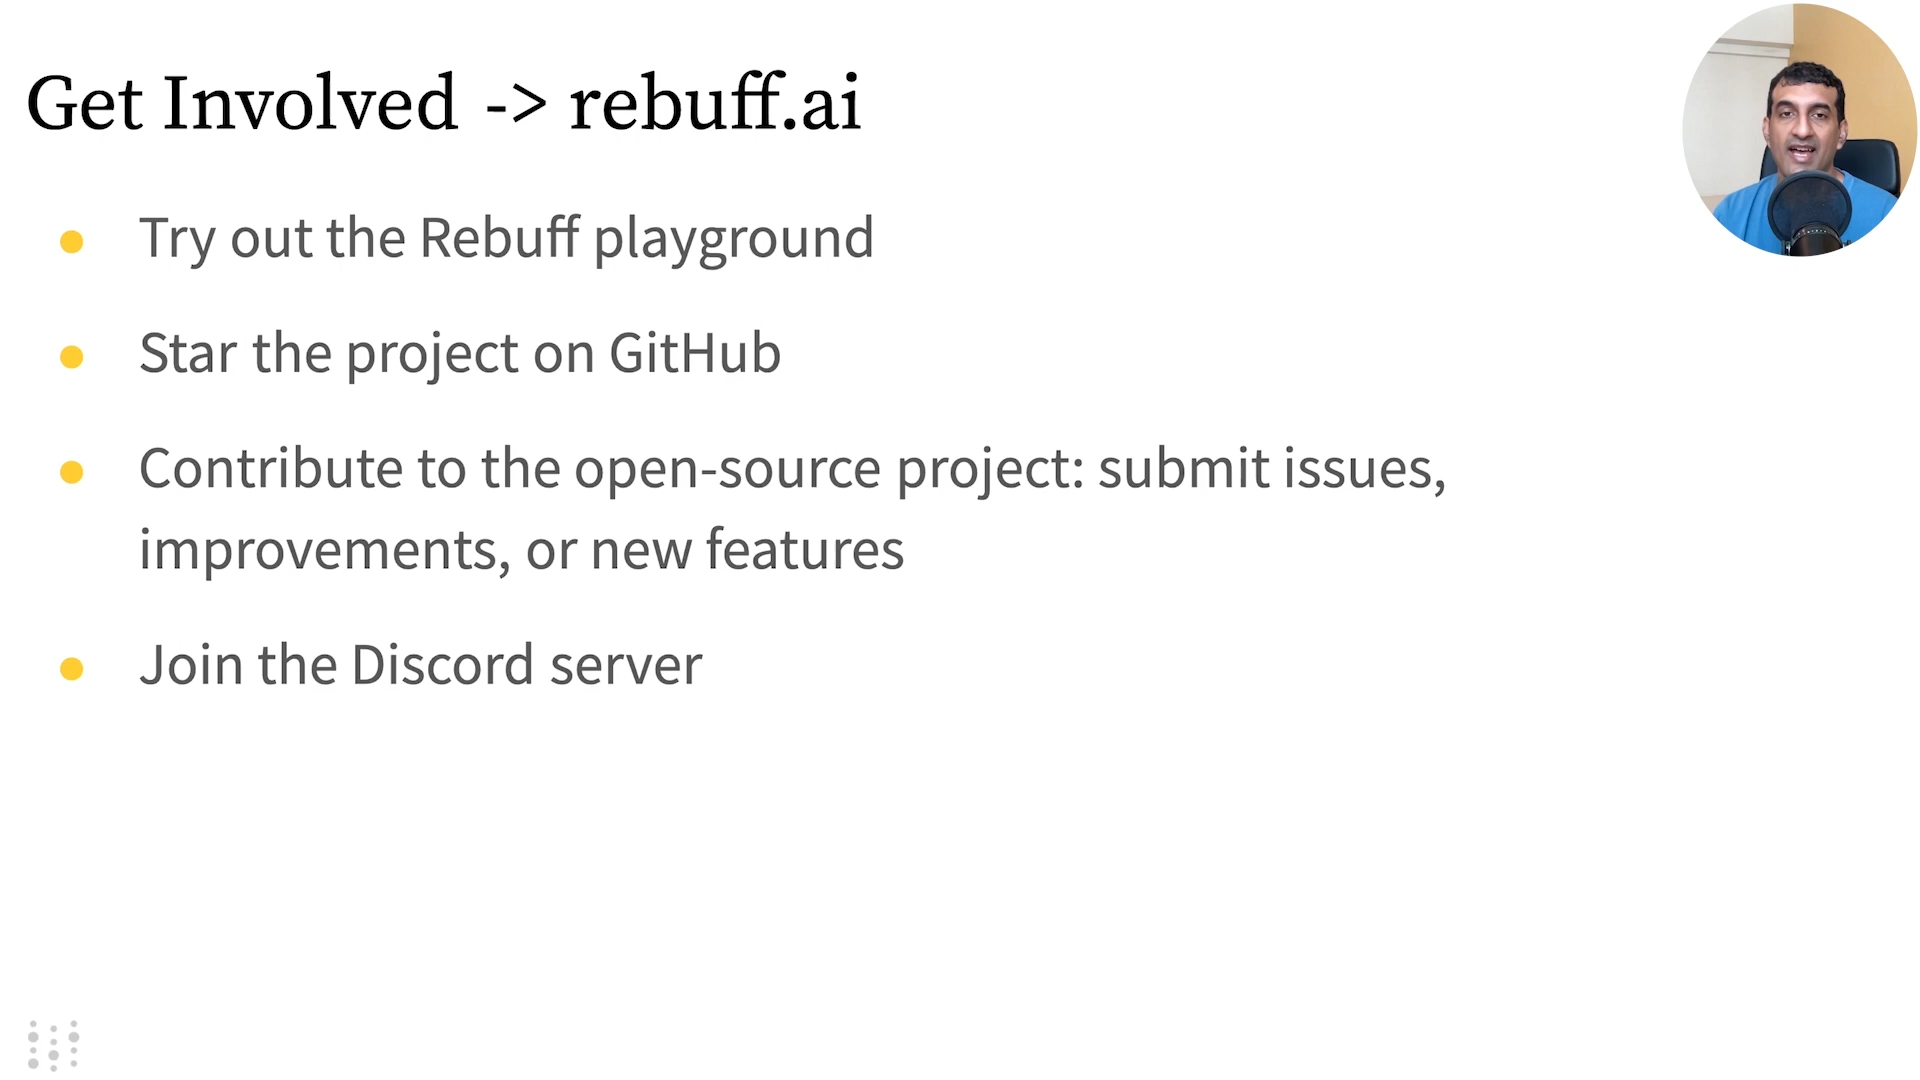 Get Involved -> rebuff.ai
● Try out the Rebuff playground
● Star the project on GitHub
● Contribute to the open-source project: submit issues,
improvements, or new features
● Join the Discord server